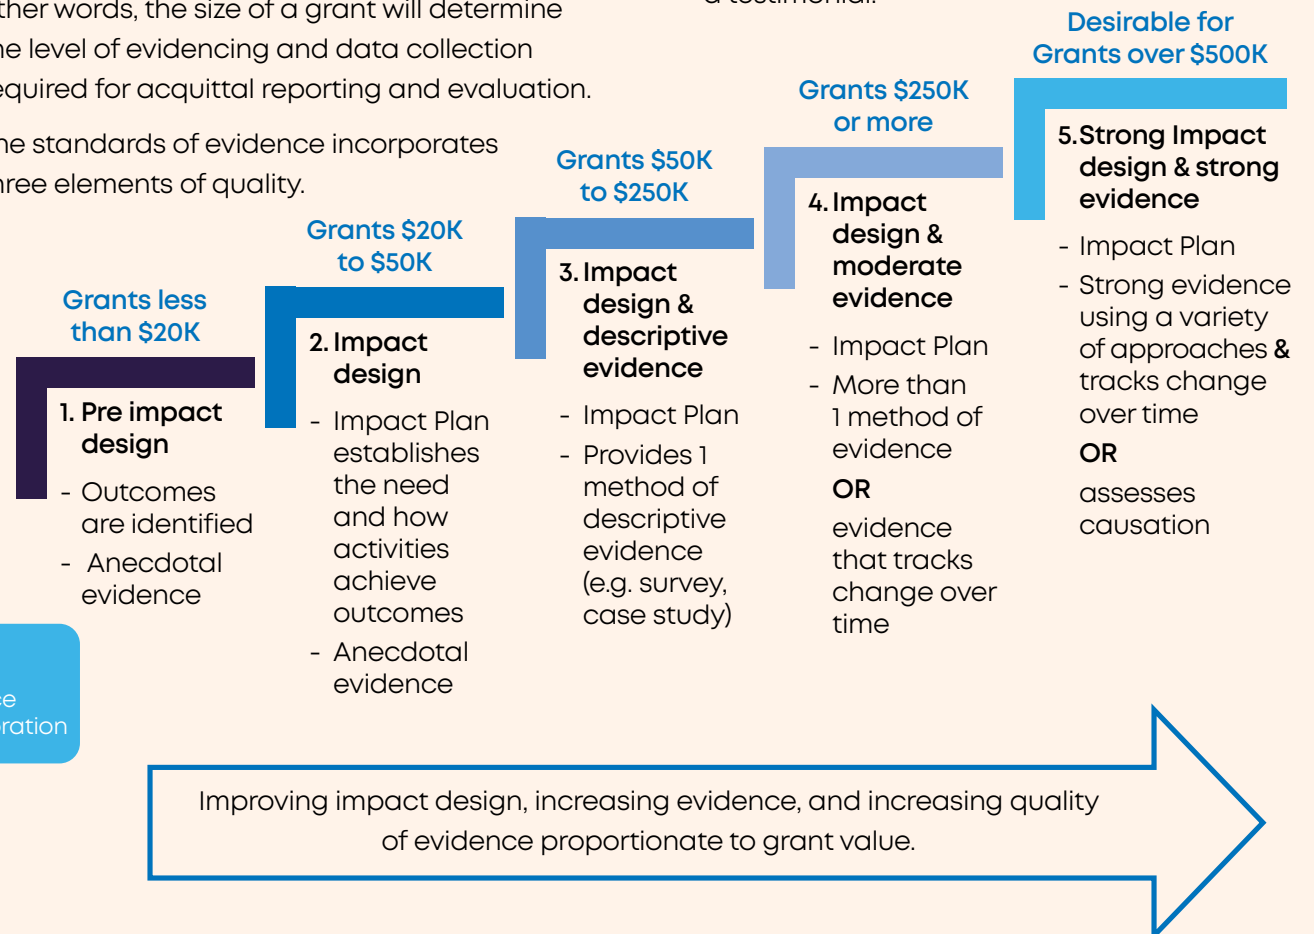 ther words, the size of a grant will determine
he level of evidencing and data collection
equired for acquittal reporting and evaluation.
he standards of evidence incorporates
hree elements of quality.
a testimonial.
Grants less
than $20K
1. Pre impact
design
- Outcomes
are identified
- Anecdotal
evidence
Grants $20K
to $50K
2. Impact
design
- Impact Plan
establishes
the need
and how
activities
achieve
outcomes
- Anecdotal
evidence
Grants $50K
to $250K
3. Impact
design &
descriptive
evidence
- Impact Plan
- Provides 1
method of
descriptive
evidence
(e.g. survey,
case study)
Grants $250K
or more
4. Impact
design &
moderate
evidence
- Impact Plan
- More than
1 method of
evidence
OR
evidence
that tracks
change over
time
Desirable for
Grants over $500K
5. Strong Impact
design & strong
evidence
- Impact Plan
- Strong evidence
using a variety
of approaches &
tracks change
over time
OR
assesses
causation
ce
ration
Improving impact design, increasing evidence, and increasing quality
of evidence proportionate to grant value.